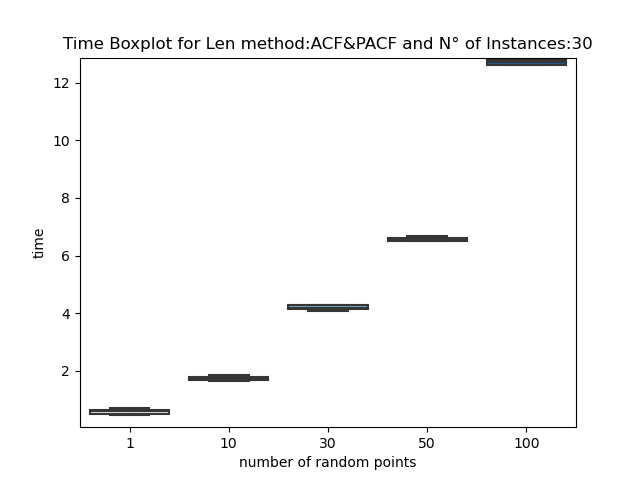 Time Boxplot for Len method:ACF&PACF and N° of Instances:30
12
10
8
6
4
2
time
1 10 30 50 100
number of random points